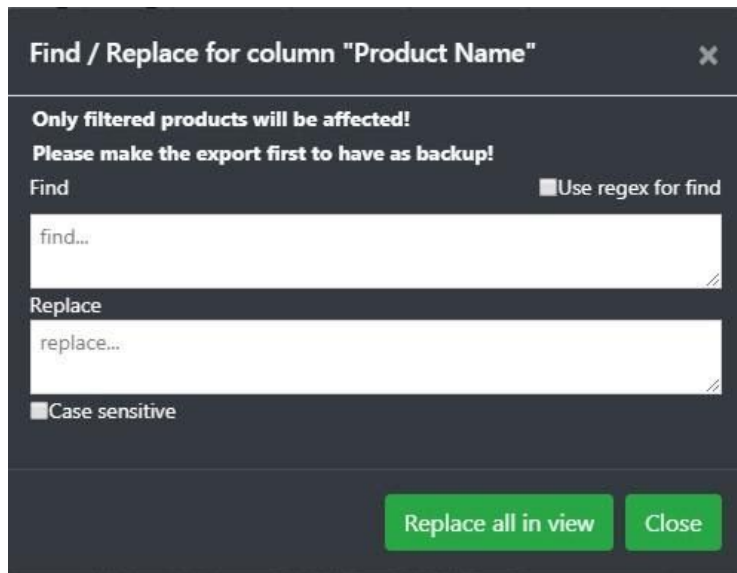 Find / Replace for column "Product Name"
×
Only filtered products will be affected!
Please make the export first to have as backup!
Find Use regex for find
find...
Replace
replace...
Case sensitive
Replace all in view Close